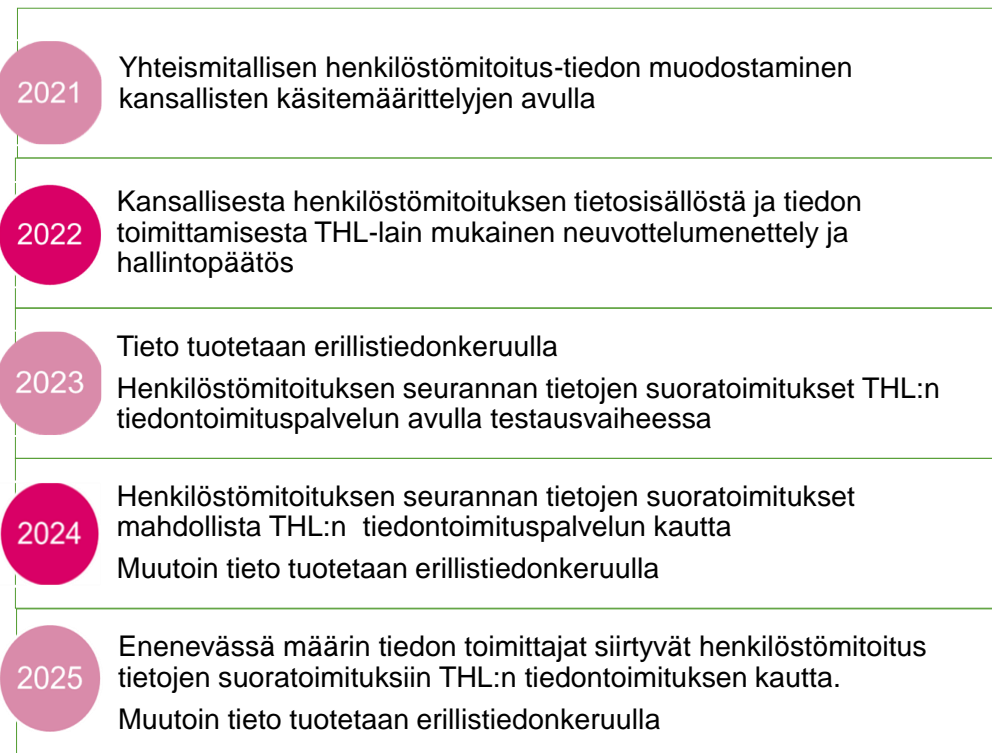 2021
Yhteismitallisen henkilöstömitoitus-tiedon muodostaminen
kansallisten käsitemäärittelyjen avulla
2022
Kansallisesta henkilöstömitoituksen tietosisällöstä ja tiedon
toimittamisesta THL-lain mukainen neuvottelumenettely ja
hallintopäätös
2023
Tieto tuotetaan erillistiedonkeruulla
Henkilöstömitoituksen seurannan tietojen suoratoimitukset THL:n
tiedontoimituspalvelun avulla testausvaiheessa
2024
Henkilöstömitoituksen seurannan tietojen suoratoimitukset
mahdollista THL:n tiedontoimituspalvelun kautta
Muutoin tieto tuotetaan erillistiedonkeruulla
2025
Enenevässä määrin tiedon toimittajat siirtyvät henkilöstömitoitus
tietojen suoratoimituksiin THL:n tiedontoimituksen kautta.
Muutoin tieto tuotetaan erillistiedonkeruulla